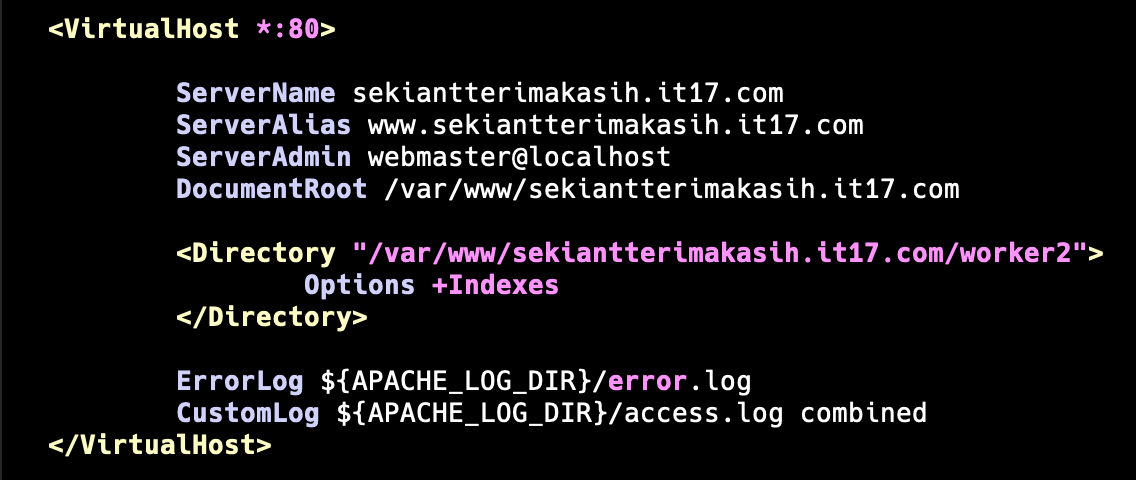 <VirtualHost *:80>
ServerName sekiantterimakasih.it17.com
ServerAlias www.sekiantterimakasih.it17.com
ServerAdmin webmaster@localhost
DocumentRoot /var/www/sekiantterimakasih.it17.com
<Directory "/var/www/sekiantterimakasih.it17.com/worker2">
Options +Indexes
</Directory>
ErrorLog ${APACHE_LOG_DIR}/error.log
CustomLog ${APACHE_LOG_DIR}/access.log combined
</VirtualHost>